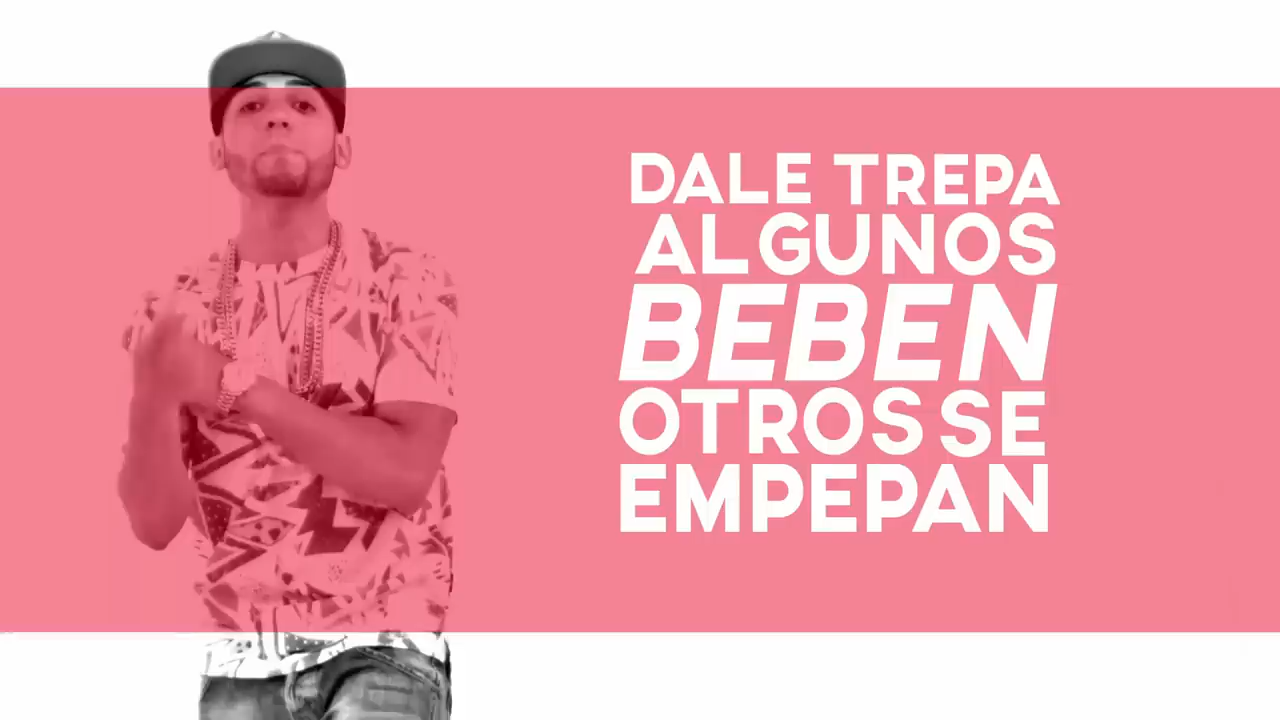 DALE TREPA
ALGUNOS
BEBEN
OTROS SE
EMPEPAN